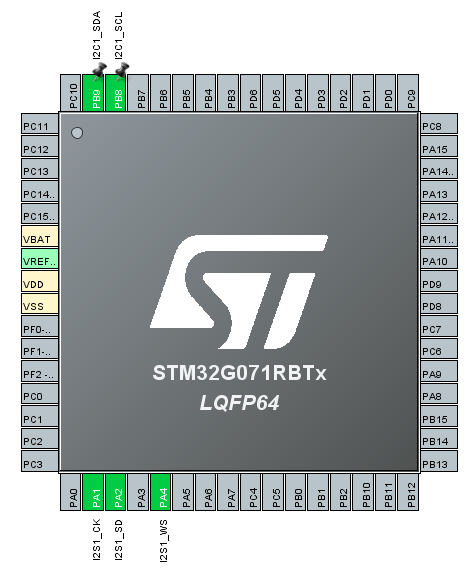 I2C1_SDA
I2C1_SCL
PC10
PB9
PB8
PB7
PB6
PB5
PB4
PB3
PD6
PD5
PD4
PD3
PD2
PD1
PD0
PC9
PC11
PC12
PC13
PC14..
PC15..
VBAT
VREF..
VDD
VSS
PF0-..
PF1-..
PF2 -..
PC0
PC1
PC2
PC3
PC8
PA15
PA14..
PA13
PA12..
PA11..
PA10
PD9
PD8
PC7
PC6
PA9
PA8
PB15
PB14
PB13
ST
STM32G071RBTx
LQFP64
PA0
PA1
PA2
PA3
PA4
PA5
PA6
PA7
PC4
PC5
PB0
PB1
PB2
PB10
PB11
PB12
I2S1_CK
I2S1_SD
I2S1_WS